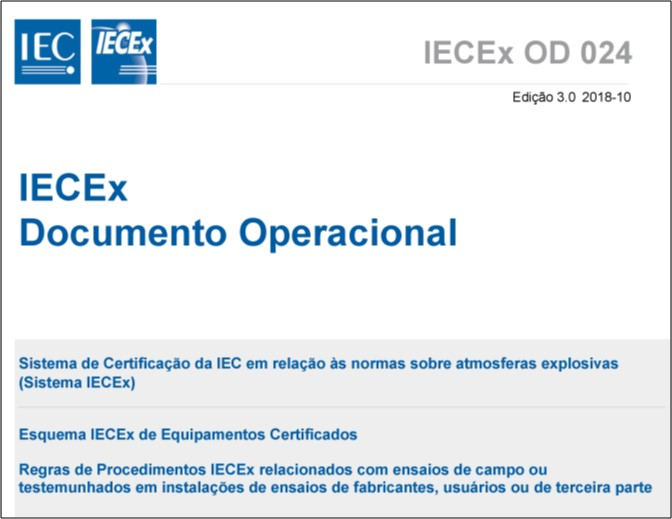 IEC
IECEx
IECEx OD 024
Edição 3.0 2018-10
IECEx
Documento Operacional
Sistema de Certificação da IEC em relação às normas sobre atmosferas explosivas
(Sistema IECEx)
Esquema IECEx de Equipamentos Certificados
Regras de Procedimentos IECEx relacionados com ensaios de campo ou
testemunhados em instalações de ensaios de fabricantes, usuários ou de terceira parte